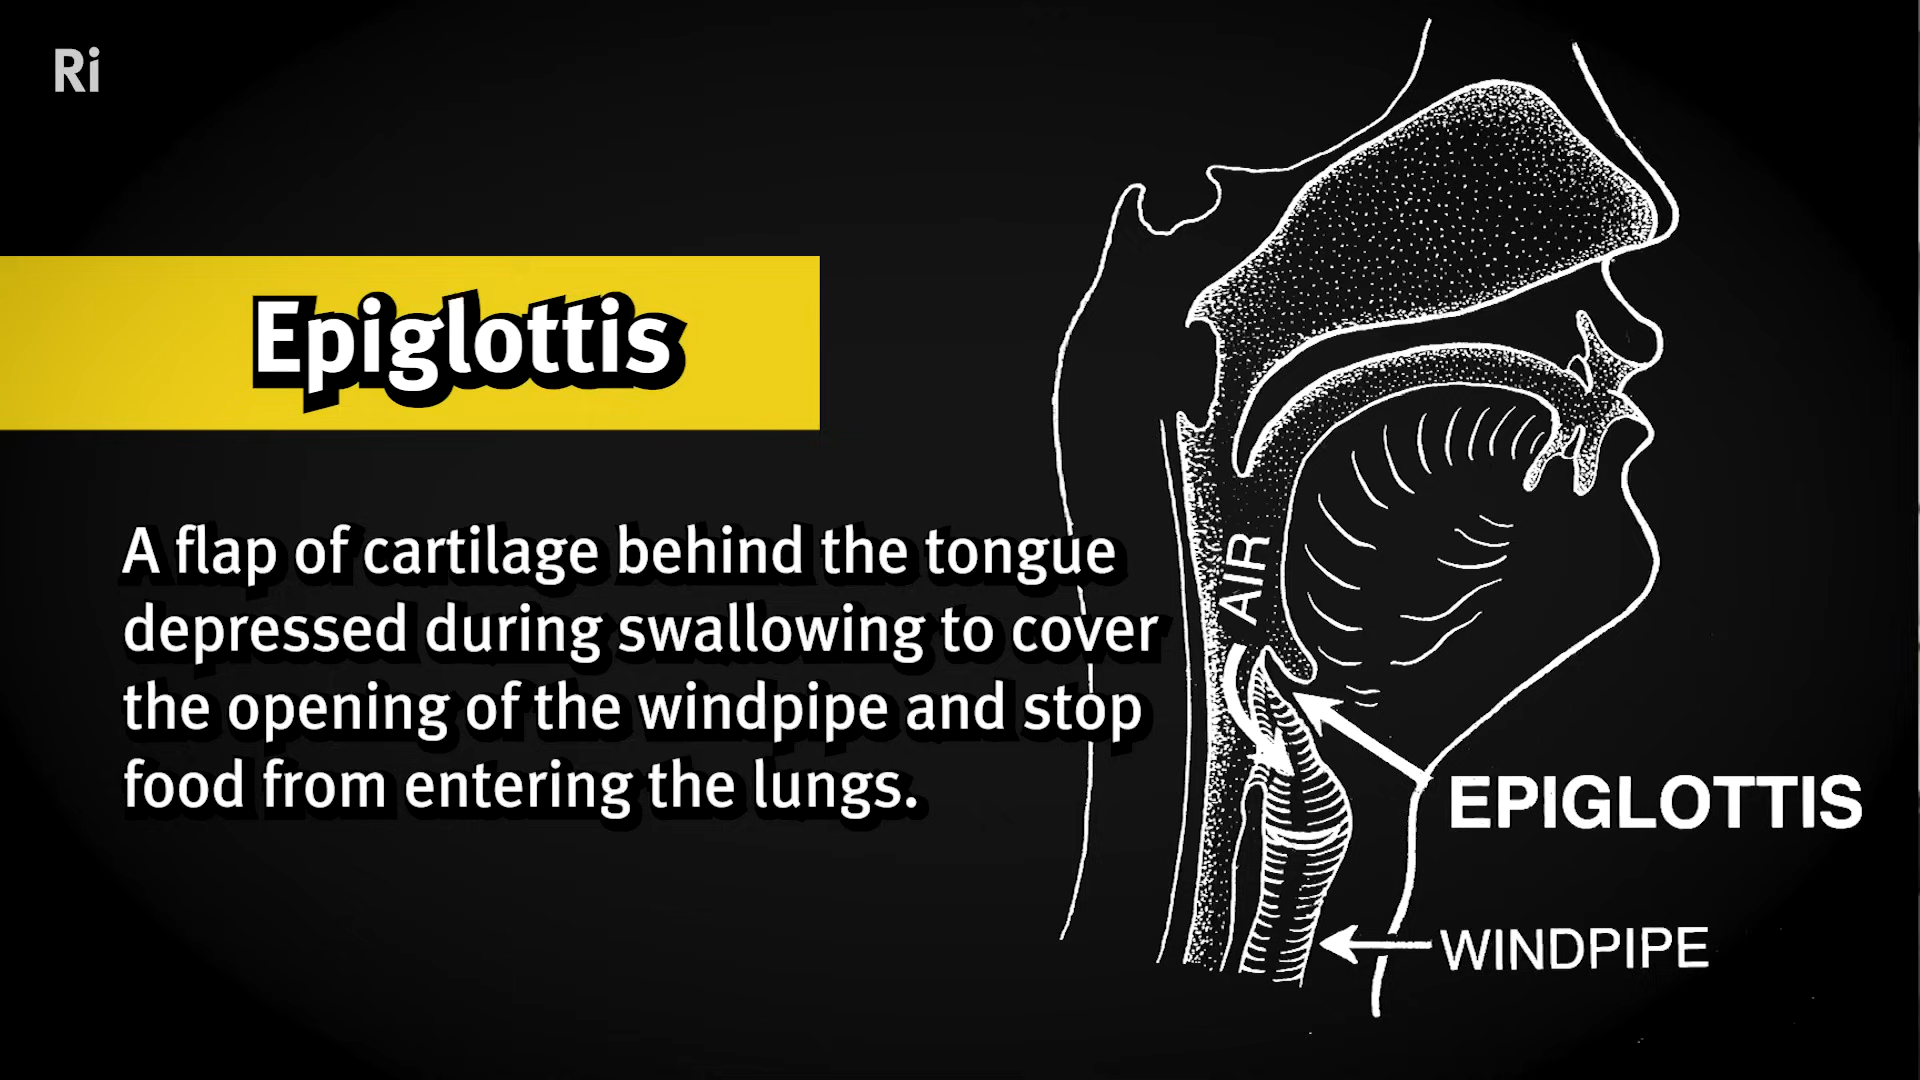 Ri
Epiglottis
A flap of cartilage behind the tongue
depressed during swallowing to cover
the opening of the windpipe and stop
food from entering the lungs.
AIR
EPIGLOTTIS
WINDPIPE